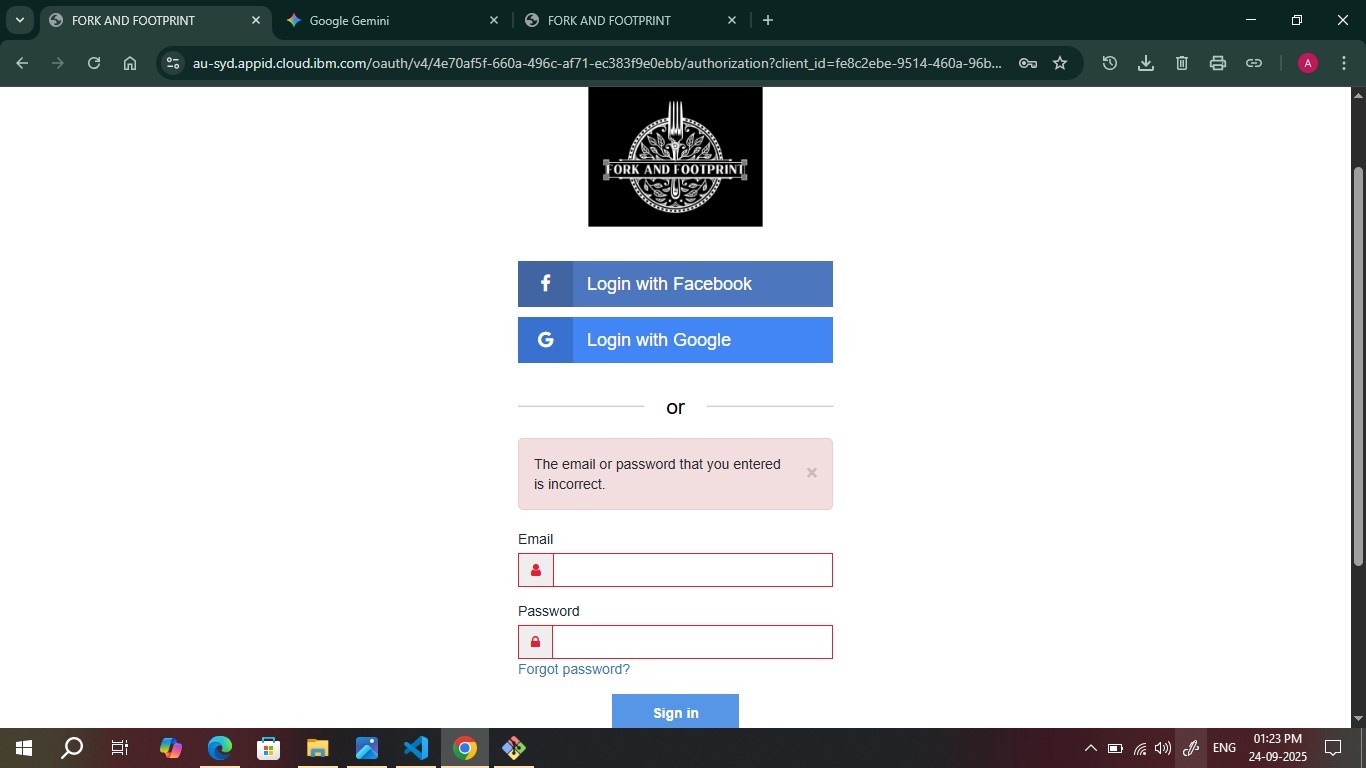 FORK AND FOOTPRINT
Google Gemini
FORK AND FOOTPRINT
au-syd.appid.cloud.ibm.com/oauth/v4/4e70af5f-660a-496c-af71-ec383f9e0ebb/authorization?client_id=fe8c2ebe-9514-460a-96b...
A
FORK AND FOOTPRINT
f
Login with Facebook
G
Login with Google
or
The email or password that you entered
is incorrect.
Email
Password
Forgot password?
Sign in
ENG
01:23 PM
24-09-2025